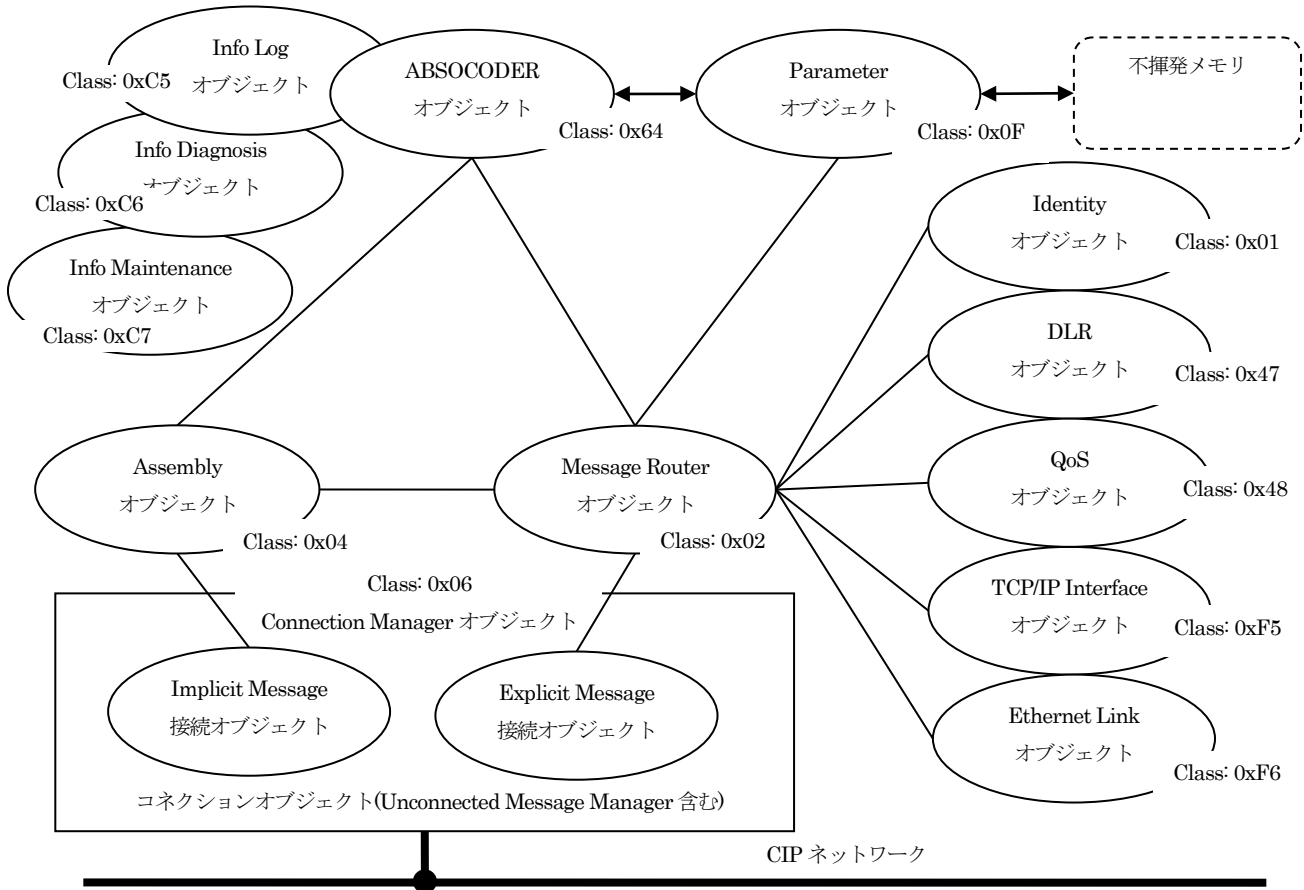 Info Log
オブジェクト
Class: 0xC5
ABSOCODER
オブジェクト
Class: 0x64
Parameter
オブジェクト
Class: 0x0F
不揮発メモリ
Info Diagnosis
オブジェクト
Class: 0xC6
Info Maintenance
オブジェクト
Class: 0xC7
Identity
オブジェクト
Class: 0x01
DLR
オブジェクト
Class: 0x47
QoS
オブジェクト
Class: 0x48
TCP/IP Interface
オブジェクト
Class: 0xF5
Ethernet Link
オブジェクト
Class: 0xF6
Assembly
オブジェクト
Class: 0x04
Message Router
オブジェクト
Class: 0x02
Class: 0x06
Connection Manager オブジェクト
Implicit Message
接続オブジェクト
Explicit Message
接続オブジェクト
コネクションオブジェクト(Unconnected Message Manager 含む)
CIP ネットワーク